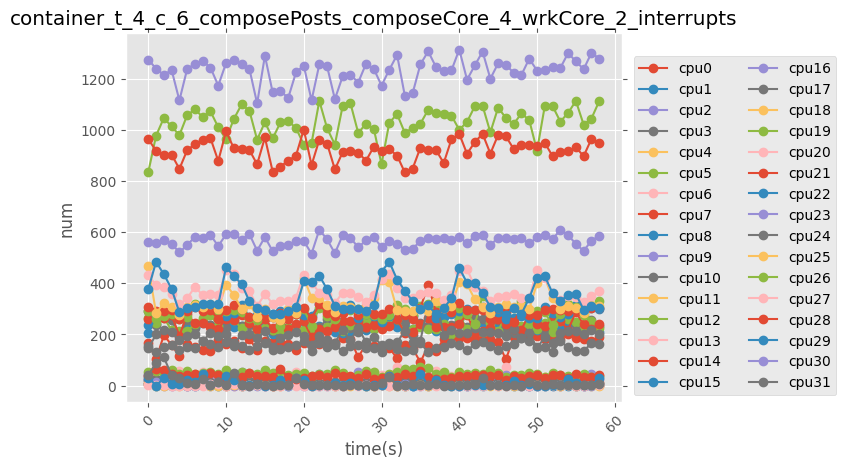 container_t_4_c_6_composePosts_composeCore_4_wrkCore_2_interrupts
num
1200
1000
800
600
400
200
0
0
10
20
30
40
50
60
time(s)
cpu0
cpu1
cpu2
cpu3
cpu4
cpu5
cpu6
cpu7
cpu8
cpu9
cpu10
cpu11
cpu12
cpu13
cpu14
cpu15
cpu16
cpu17
cpu18
cpu19
cpu20
cpu21
cpu22
cpu23
cpu24
cpu25
cpu26
cpu27
cpu28
cpu29
cpu30
cpu31